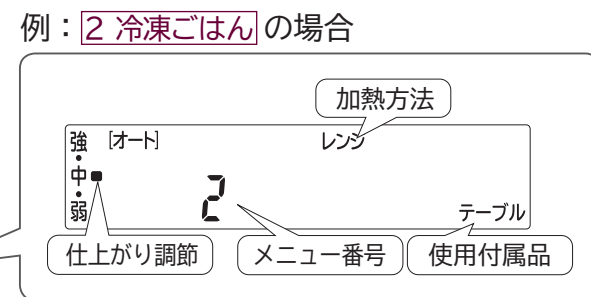 例：2 冷凍ごはん の場合
加熱方法
強 [オート] レンジ
・
中■
・
弱 2 テーブル
仕上がり調節 メニュー番号 使用付属品